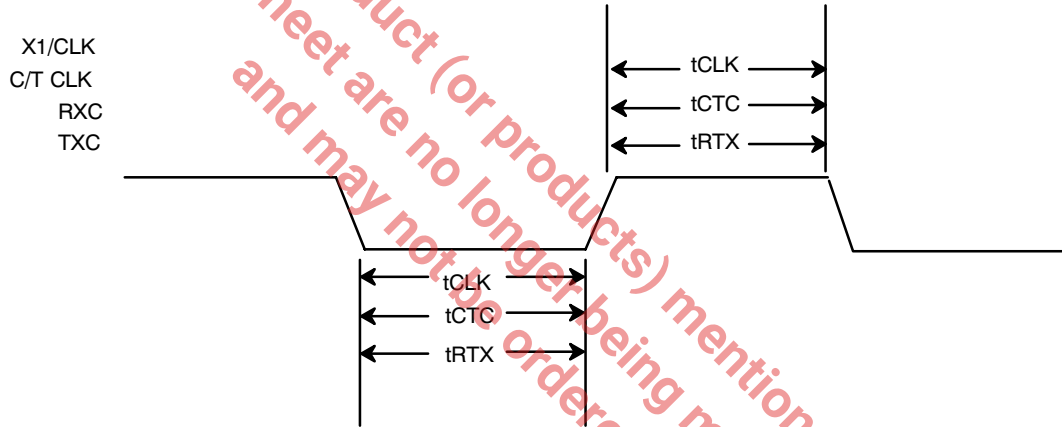 X1/CLK
C/T CLK
RXC
TXC
tCLK
tCTC
tRTX
tCLK
tCTC
tRTX
duct (or products) mention
heet are no longer being m
and may not be ordere